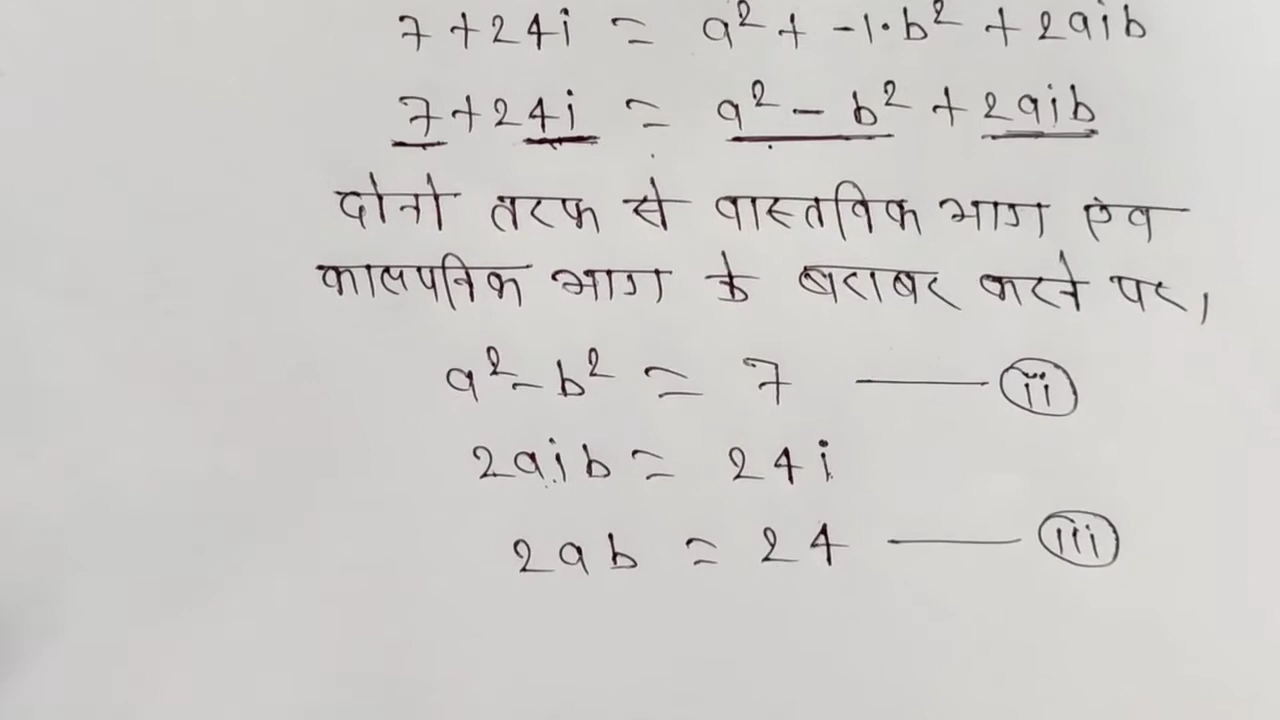 7 + 24i = a² + -1·b² + 2aib
7 + 24i = a² - b² + 2aib
दोनो तरफ से वास्तविक भाग एंव
काल्पनिक भाग के बराबर करने पर,
a² - b² = 7 —— (ii)
2aib = 24i
2ab = 24 —— (iii)